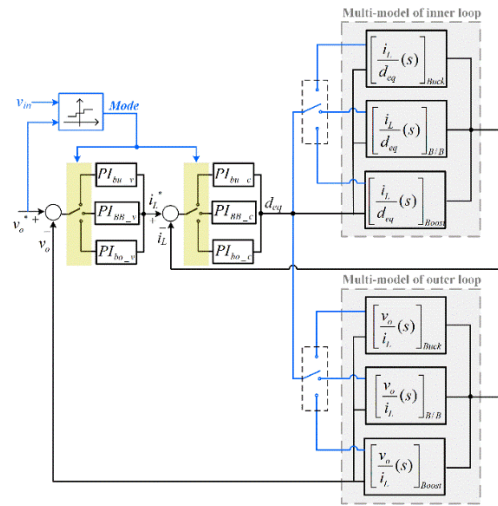 Multi-model of inner loop
[i_L/d_eq (s)]_Buck
[i_L/d_eq (s)]_B/B
[i_L/d_eq (s)]_Boost
v_in
Mode
PI_bu_v
PI_BB_v
PI_bo_v
PI_bu_c
PI_BB_c
PI_bo_c
v_o* +
v_o −
i_L* +
i_L −
d_eq
Multi-model of outer loop
[v_o/i_L (s)]_Buck
[v_o/i_L (s)]_B/B
[v_o/i_L (s)]_Boost